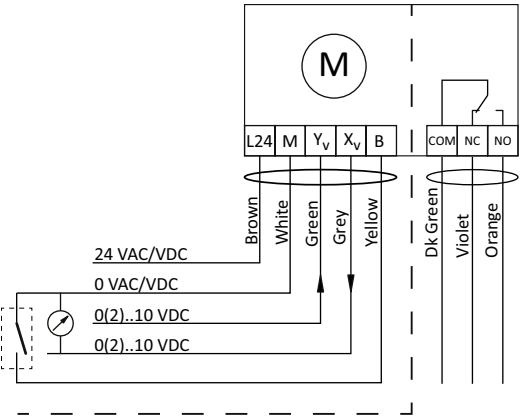 M
L24 M Yv Xv B COM NC NO
Brown White Green Grey Yellow Dk Green Violet Orange
24 VAC/VDC
0 VAC/VDC
0(2)..10 VDC
0(2)..10 VDC